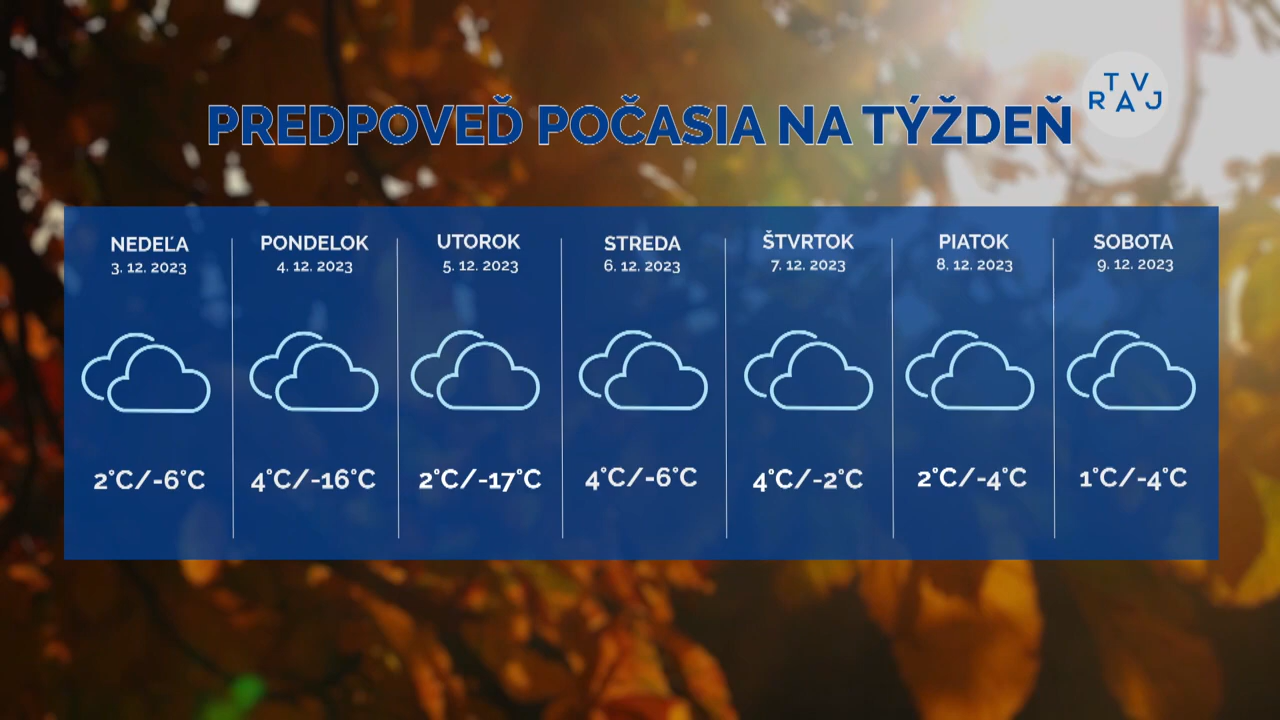 TV
RAJ
PREDPOVEĎ POČASIA NA TÝŽDEŇ
NEDEĽA
3. 12. 2023
2°C/-6°C
PONDELOK
4. 12. 2023
4°C/-16°C
UTOROK
5. 12. 2023
2°C/-17°C
STREDA
6. 12. 2023
4°C/-6°C
ŠTVRTOK
7. 12. 2023
4°C/-2°C
PIATOK
8. 12. 2023
2°C/-4°C
SOBOTA
9. 12. 2023
1°C/-4°C